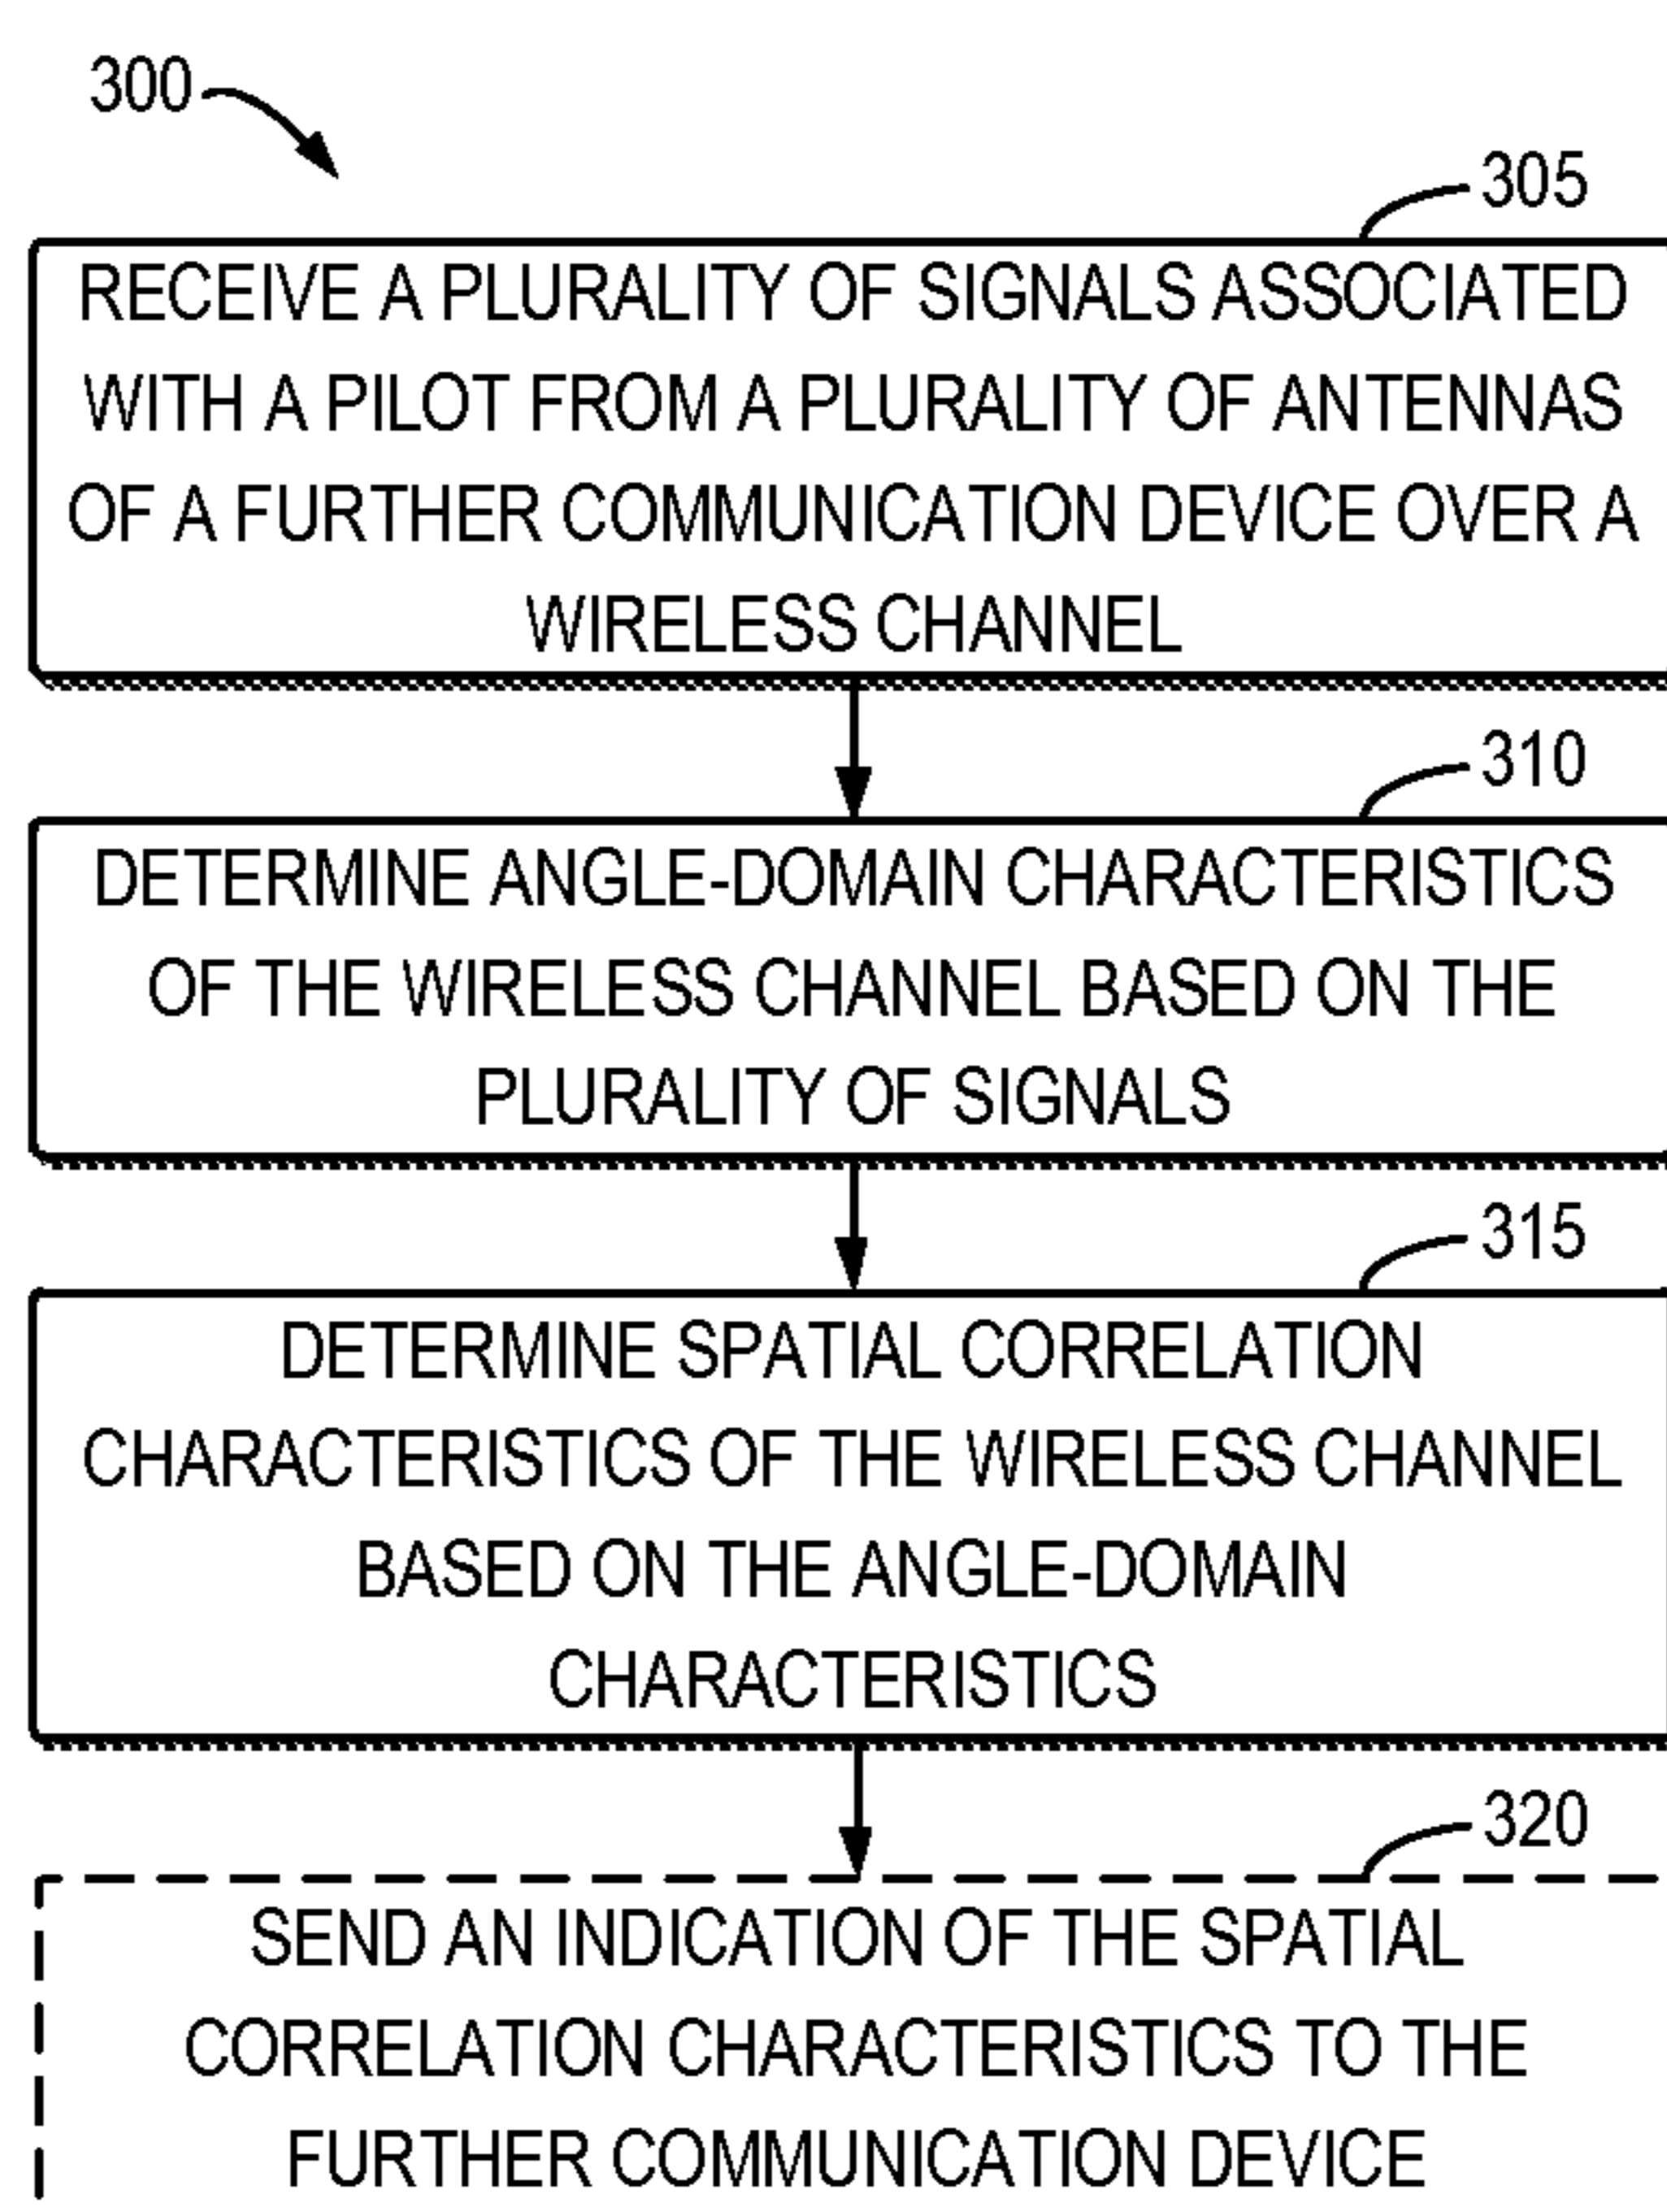 300
305
RECEIVE A PLURALITY OF SIGNALS ASSOCIATED
WITH A PILOT FROM A PLURALITY OF ANTENNAS
OF A FURTHER COMMUNICATION DEVICE OVER A
WIRELESS CHANNEL
310
DETERMINE ANGLE-DOMAIN CHARACTERISTICS
OF THE WIRELESS CHANNEL BASED ON THE
PLURALITY OF SIGNALS
315
DETERMINE SPATIAL CORRELATION
CHARACTERISTICS OF THE WIRELESS CHANNEL
BASED ON THE ANGLE-DOMAIN
CHARACTERISTICS
320
SEND AN INDICATION OF THE SPATIAL
CORRELATION CHARACTERISTICS TO THE
FURTHER COMMUNICATION DEVICE